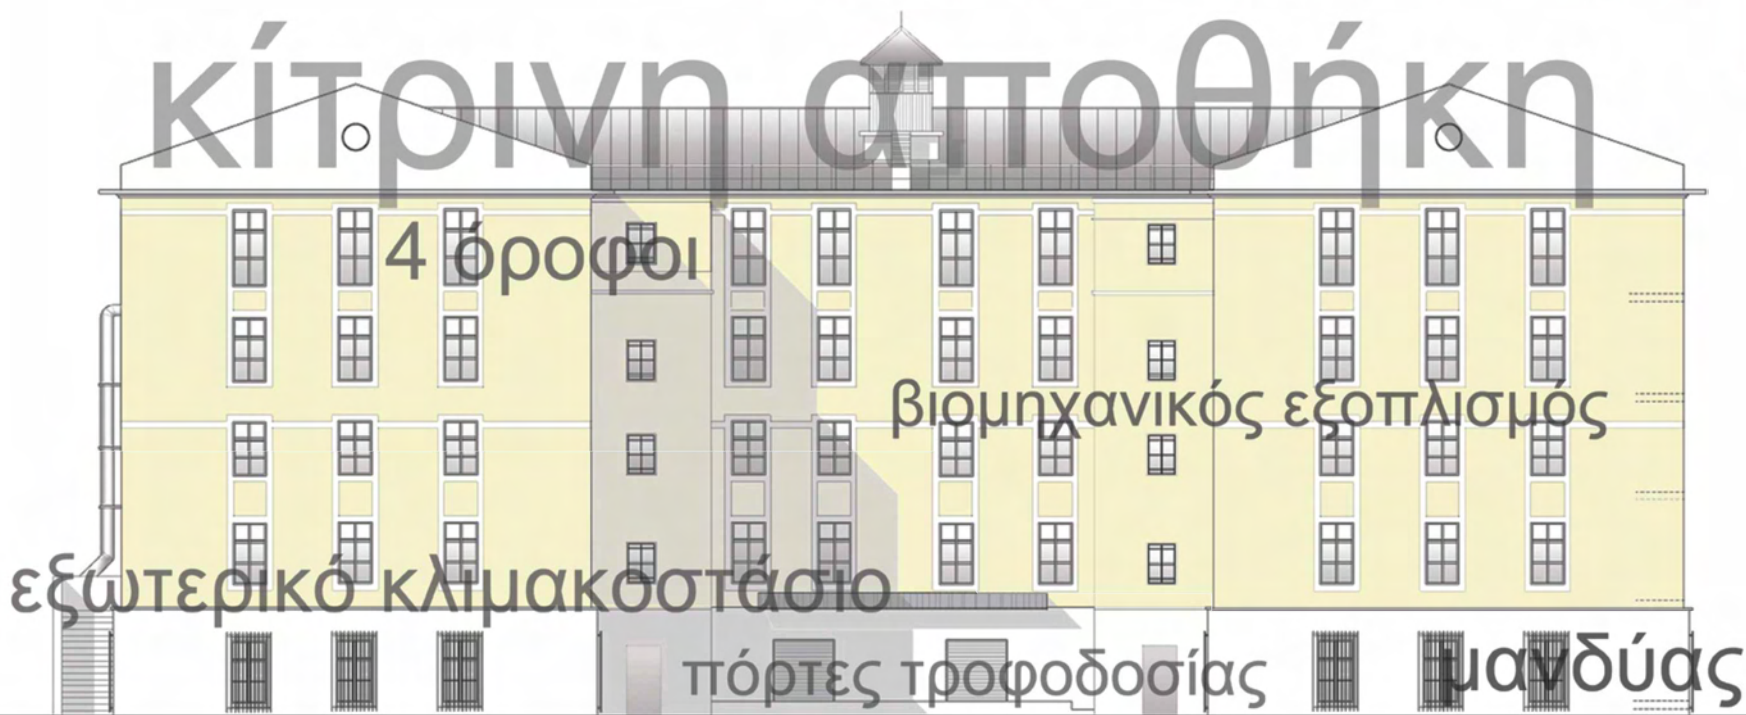 κίτρινη αποθήκη
4 όροφοι
βιομηχανικός εξοπλισμός
εξωτερικό κλιμακοστάσιο
πόρτες τροφοδοσίας
μανδύας